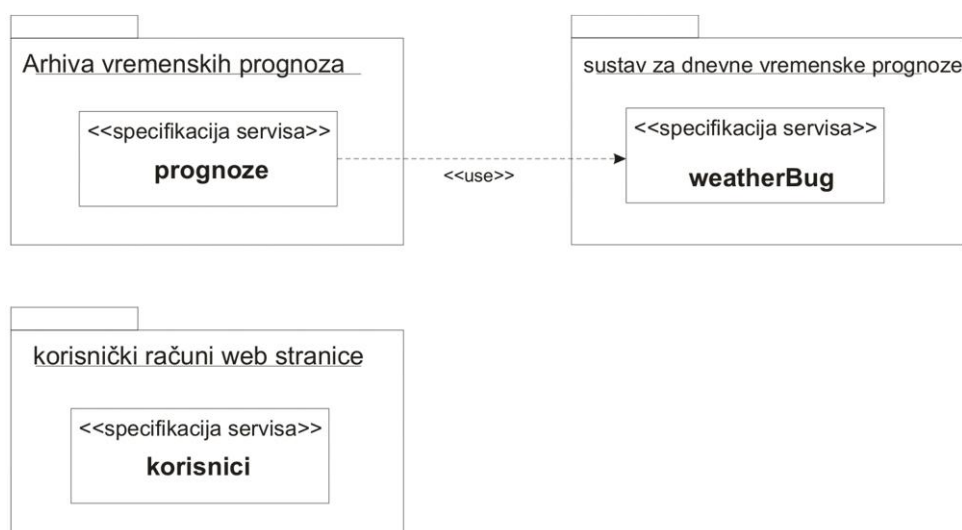 Arhiva vremenskih prognoza
<<specifikacija servisa>>
prognoze
<<use>>
sustav za dnevne vremenske prognoze
<<specifikacija servisa>>
weatherBug
korisnički računi web stranice
<<specifikacija servisa>>
korisnici